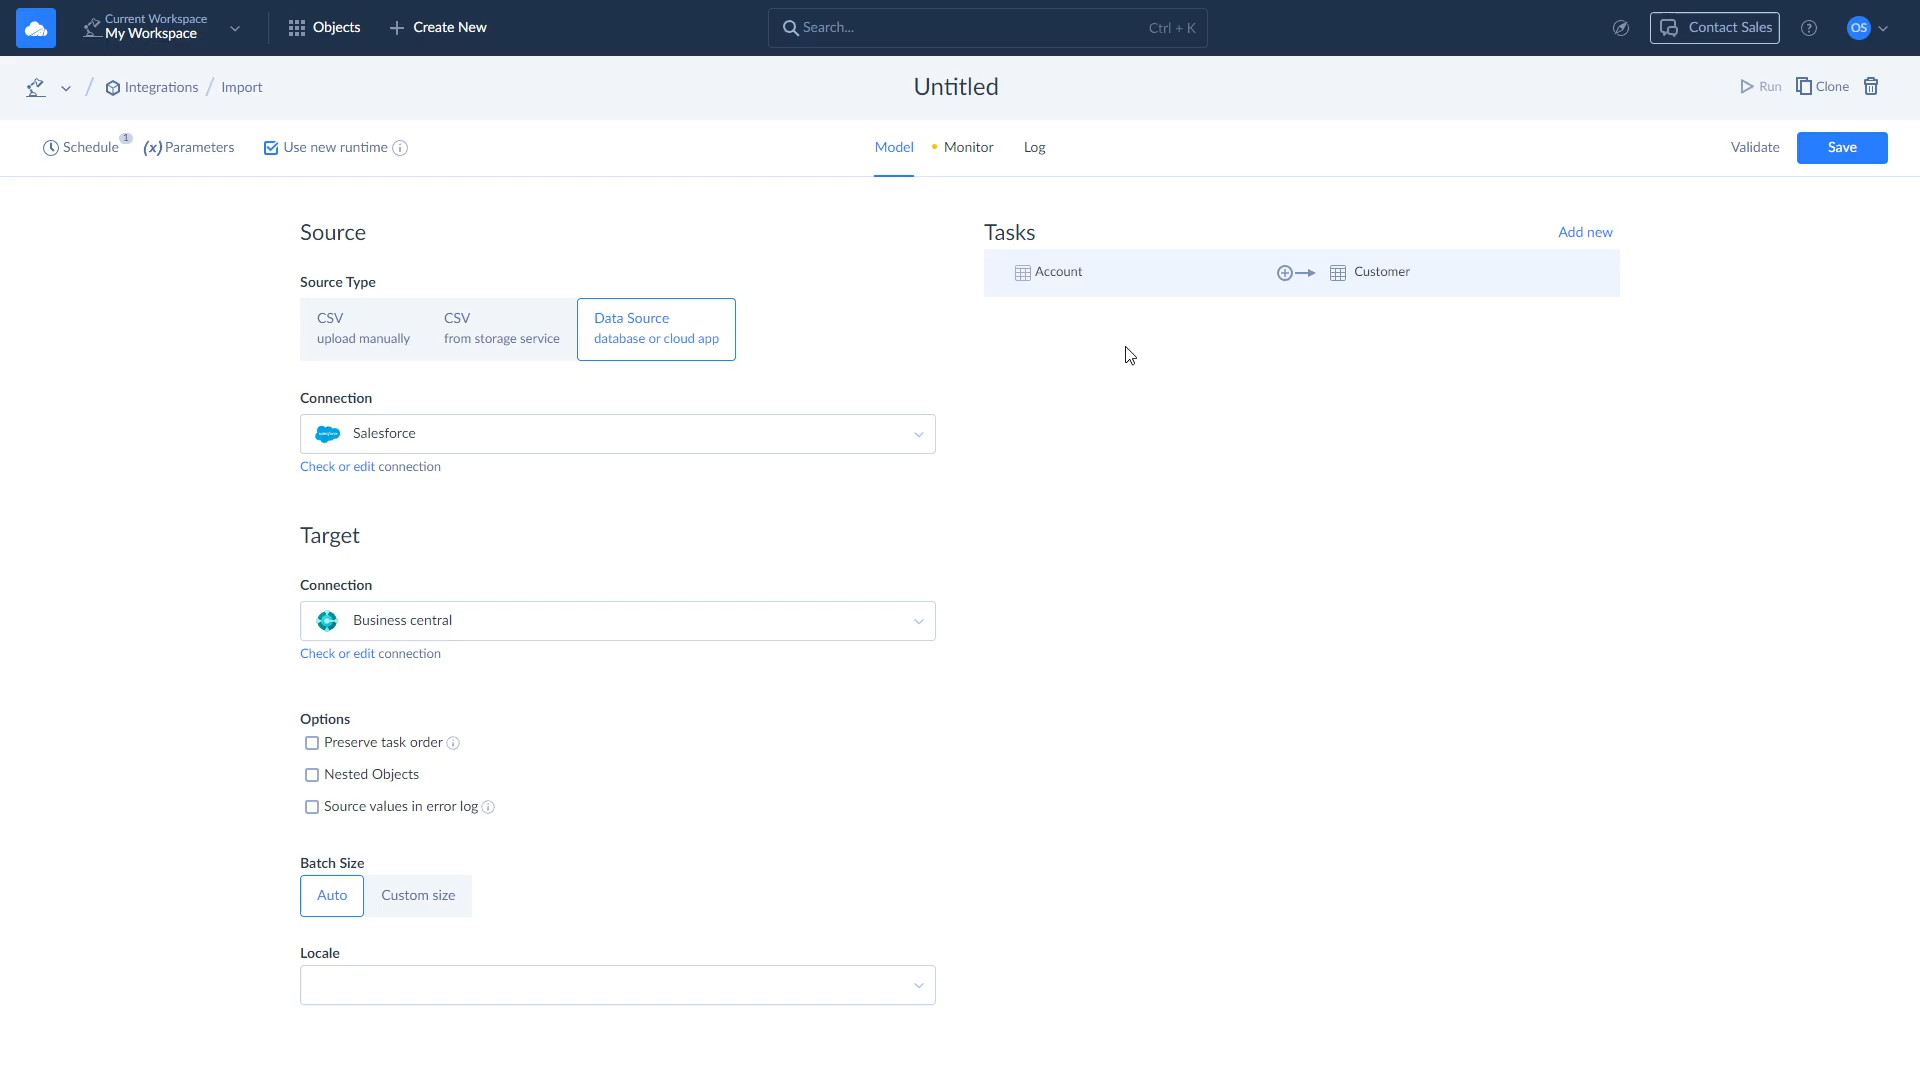 Current Workspace
My Workspace
Objects
Create New
Search...
Ctrl + K
Contact Sales
OS
/ Integrations / Import
Untitled
Run
Clone
Schedule 1
(x) Parameters
Use new runtime
Model
Monitor
Log
Validate
Save
Source
Source Type
CSV
upload manually
CSV
from storage service
Data Source
database or cloud app
Connection
Salesforce
Check or edit connection
Target
Connection
Business central
Check or edit connection
Options
Preserve task order
Nested Objects
Source values in error log
Batch Size
Auto
Custom size
Locale
Tasks
Add new
Account
Customer